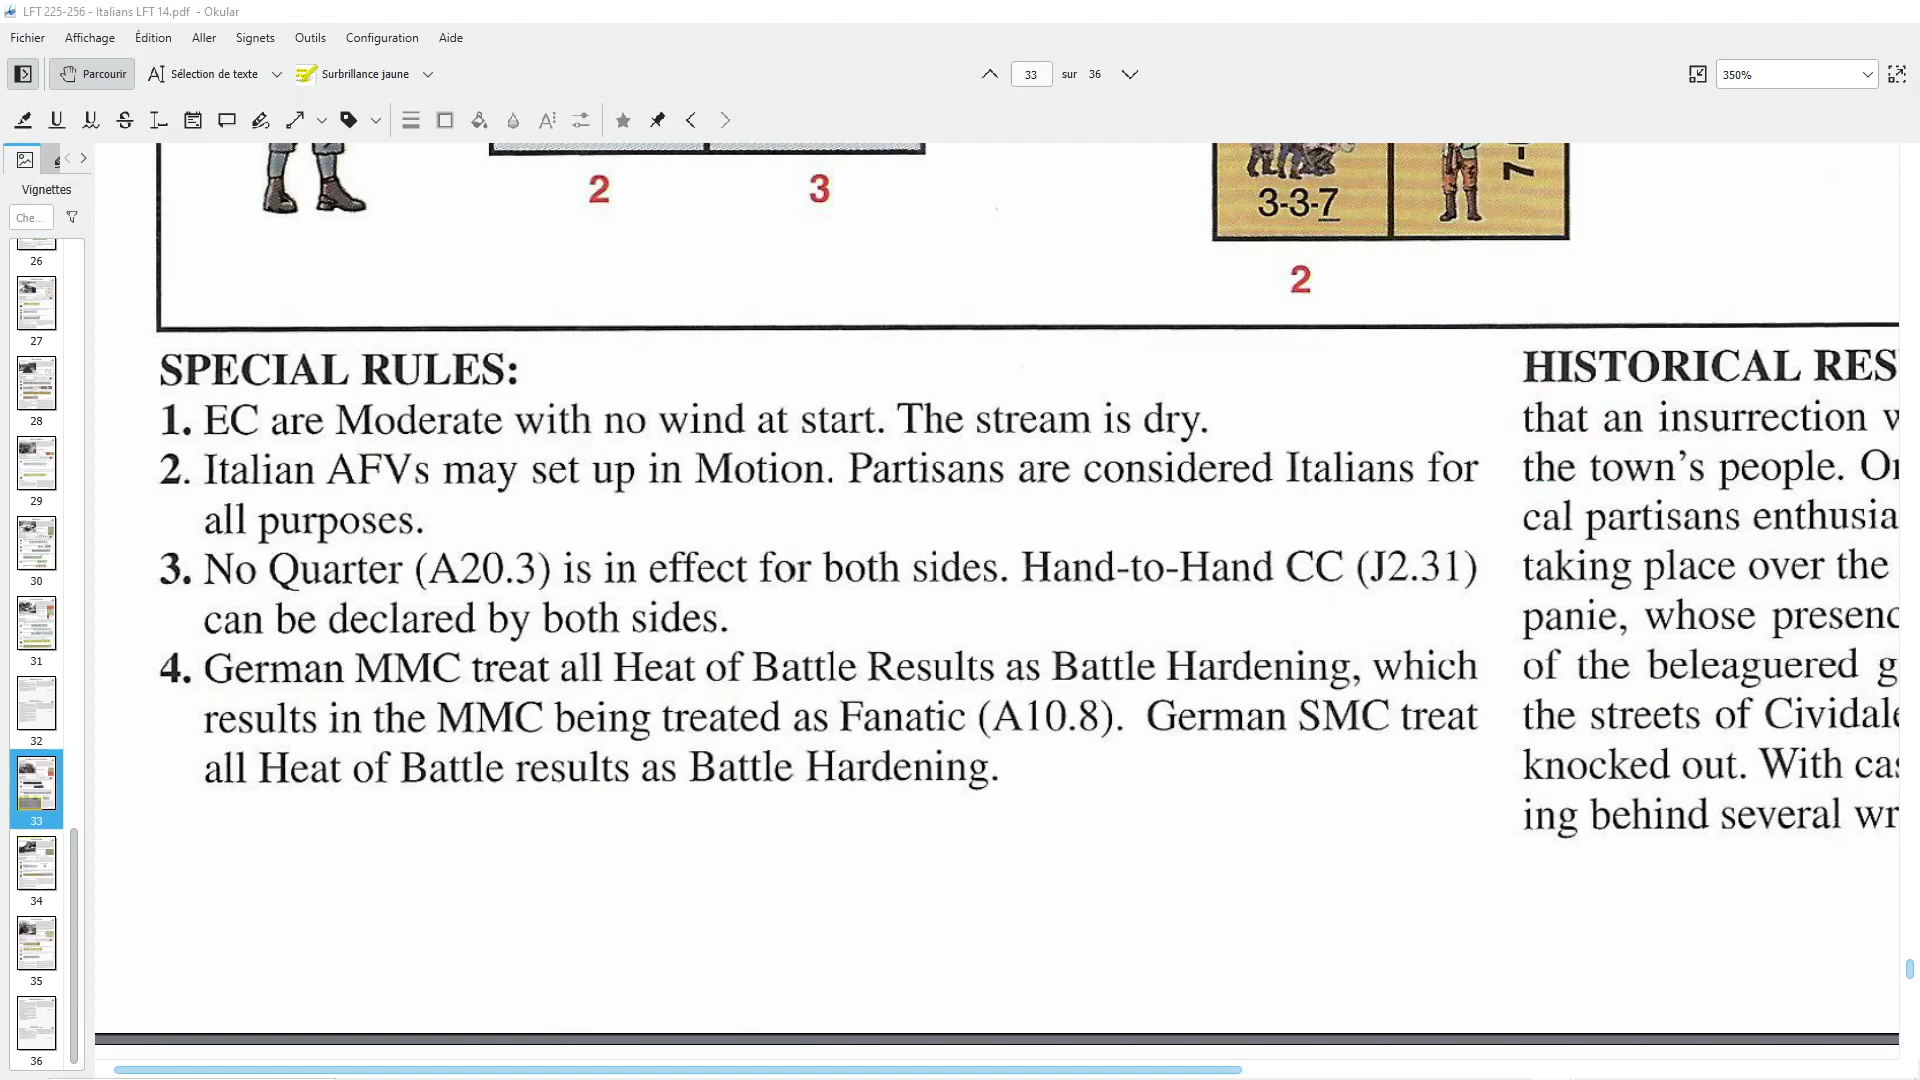 LFT 225-256 - Italians LFT 14.pdf - Okular
Fichier Affichage Édition Aller Signets Outils Configuration Aide
Parcourir Sélection de texte Surbrillance jaune 33 sur 36 350%
Vignettes
Che...
26
27
28
29
30
31
32
33
34
35
36
2 3
3-3-7
2
SPECIAL RULES:
1. EC are Moderate with no wind at start. The stream is dry.
2. Italian AFVs may set up in Motion. Partisans are considered Italians for
all purposes.
3. No Quarter (A20.3) is in effect for both sides. Hand-to-Hand CC (J2.31)
can be declared by both sides.
4. German MMC treat all Heat of Battle Results as Battle Hardening, which
results in the MMC being treated as Fanatic (A10.8). German SMC treat
all Heat of Battle results as Battle Hardening.
HISTORICAL RES
that an insurrection w
the town's people. On
cal partisans enthusia
taking place over the
panie, whose presenc
of the beleaguered g
the streets of Cividale
knocked out. With cas
ing behind several wr